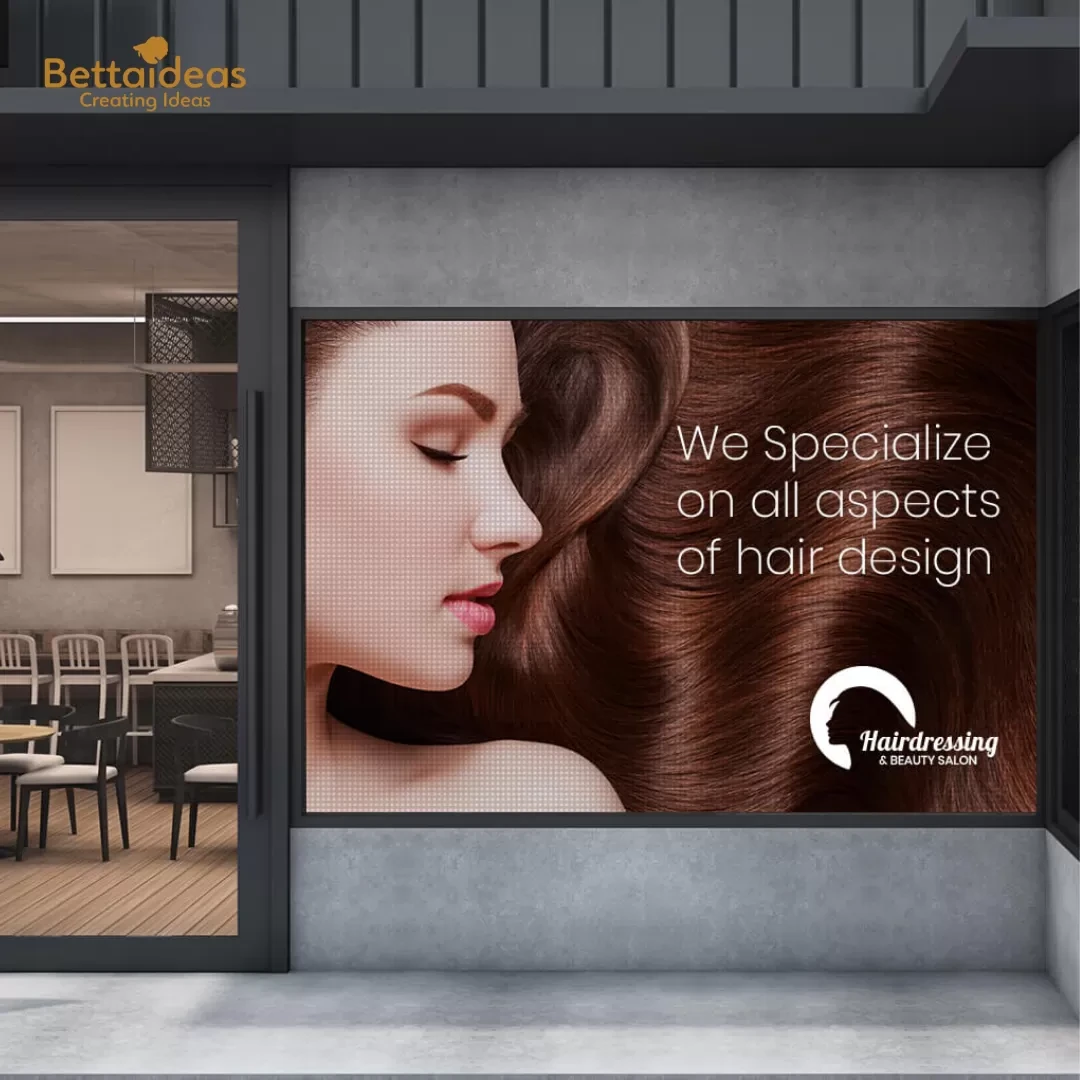 Bettaideas
Creating Ideas
We Specialize
on all aspects
of hair design
Hairdressing
& BEAUTY SALON